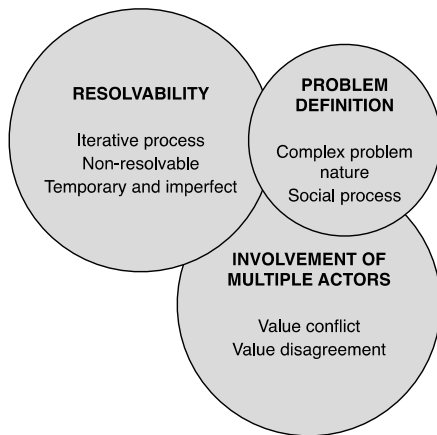 RESOLVABILITY
Iterative process
Non-resolvable
Temporary and imperfect
PROBLEM
DEFINITION
Complex problem
nature
Social process
INVOLVEMENT OF
MULTIPLE ACTORS
Value conflict
Value disagreement